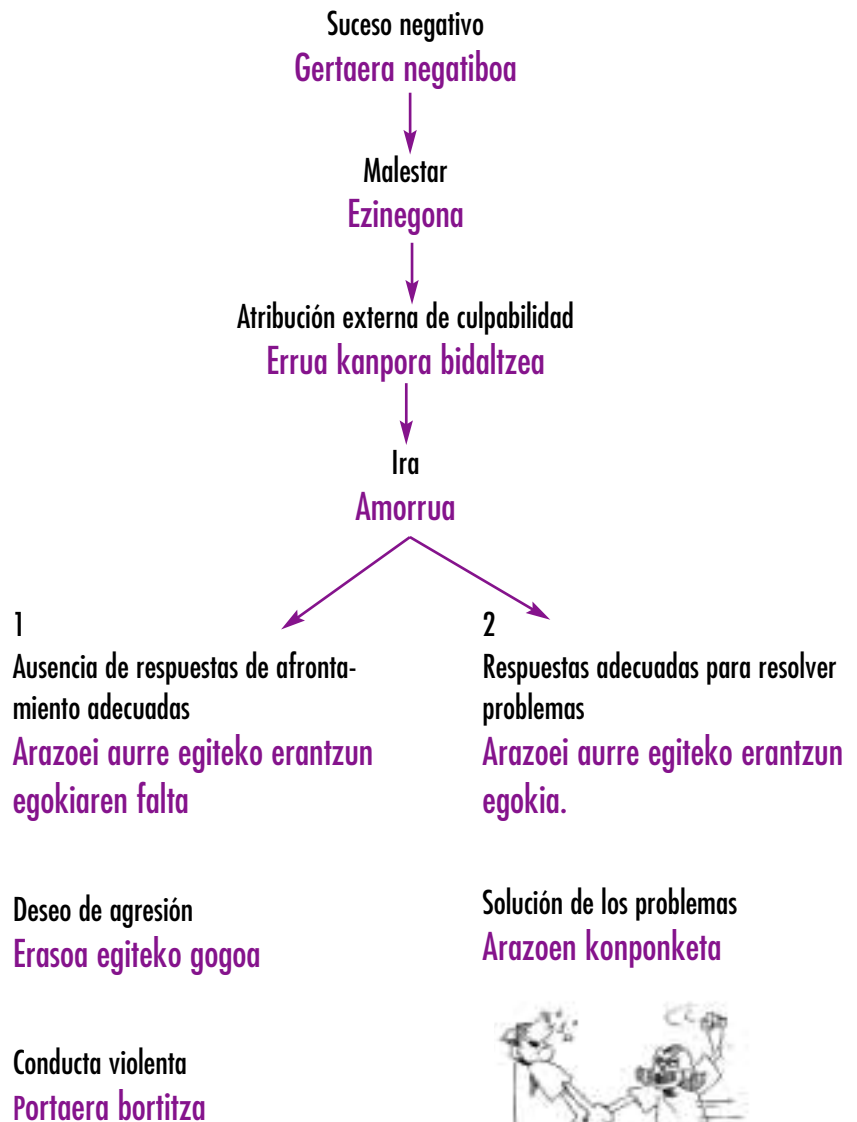 Suceso negativo
Gertaera negatiboa
Malestar
Ezinegona
Atribución externa de culpabilidad
Errua kanpora bidaltzea
Ira
Amorrua
1
Ausencia de respuestas de afronta-
miento adecuadas
Arazoei aurre egiteko erantzun
egokiaren falta
Deseo de agresión
Erasoa egiteko gogoa
Conducta violenta
Portaera bortitza
2
Respuestas adecuadas para resolver
problemas
Arazoei aurre egiteko erantzun
egokia.
Solución de los problemas
Arazoen konponketa